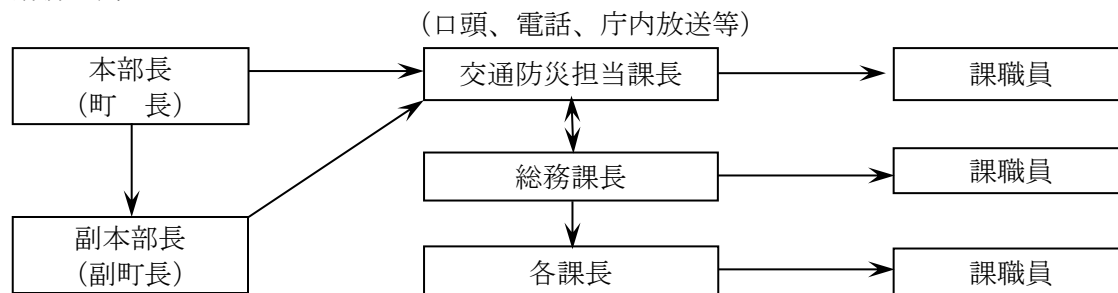 (口頭、電話、庁内放送等)
本部長
(町　長)
交通防災担当課長
課職員
総務課長
課職員
副本部長
(副町長)
各課長
課職員